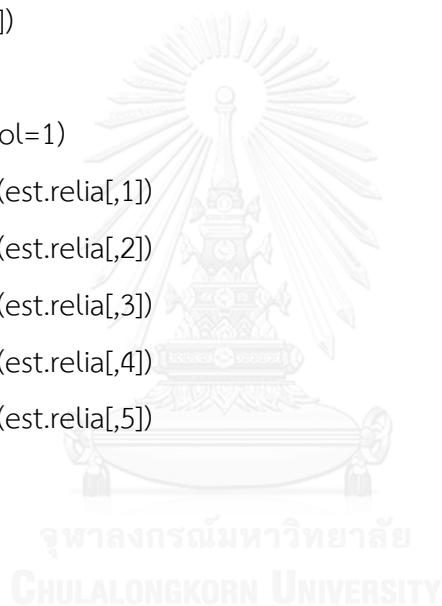 ])
ol=1)
(est.relia[,1])
(est.relia[,2])
(est.relia[,3])
(est.relia[,4])
(est.relia[,5])
จุฬาลงกรณ์มหาวิทยาลัย
CHULALONGKORN UNIVERSITY